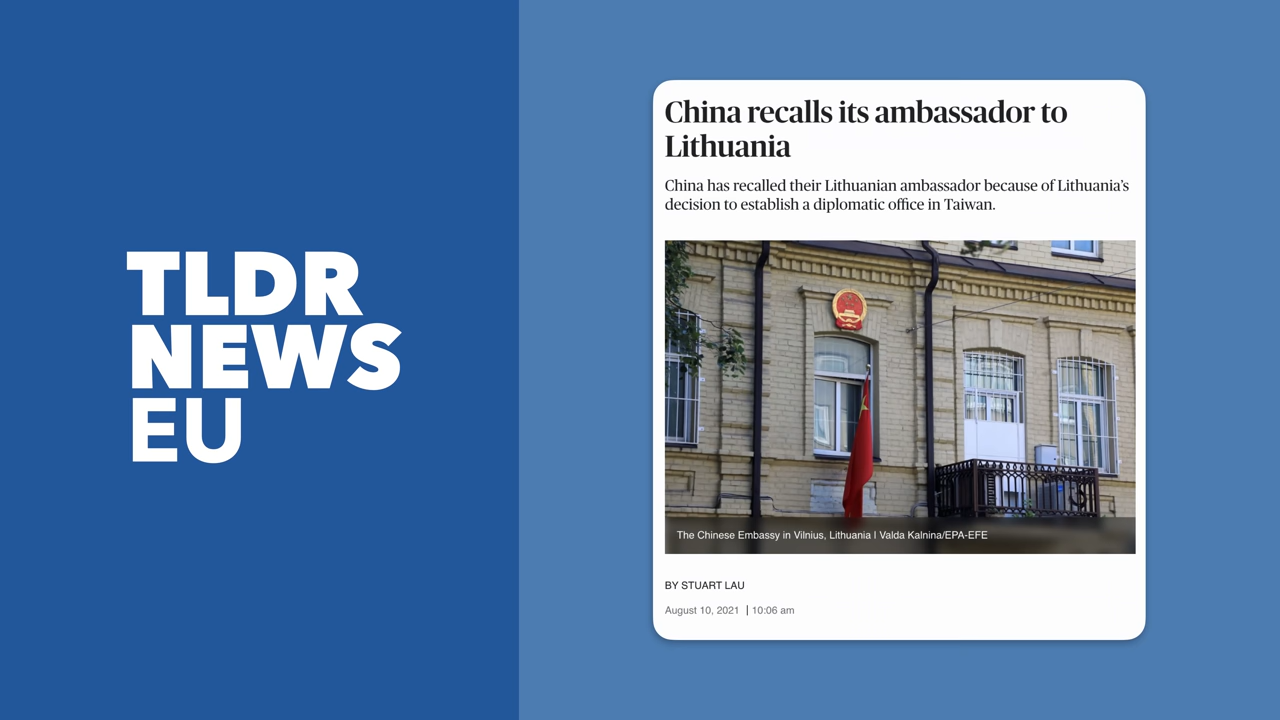 TLDR
NEWS
EU
China recalls its ambassador to
Lithuania
China has recalled their Lithuanian ambassador because of Lithuania’s
decision to establish a diplomatic office in Taiwan.
The Chinese Embassy in Vilnius, Lithuania | Valda Kalnina/EPA-EFE
BY STUART LAU
August 10, 2021 | 10:06 am